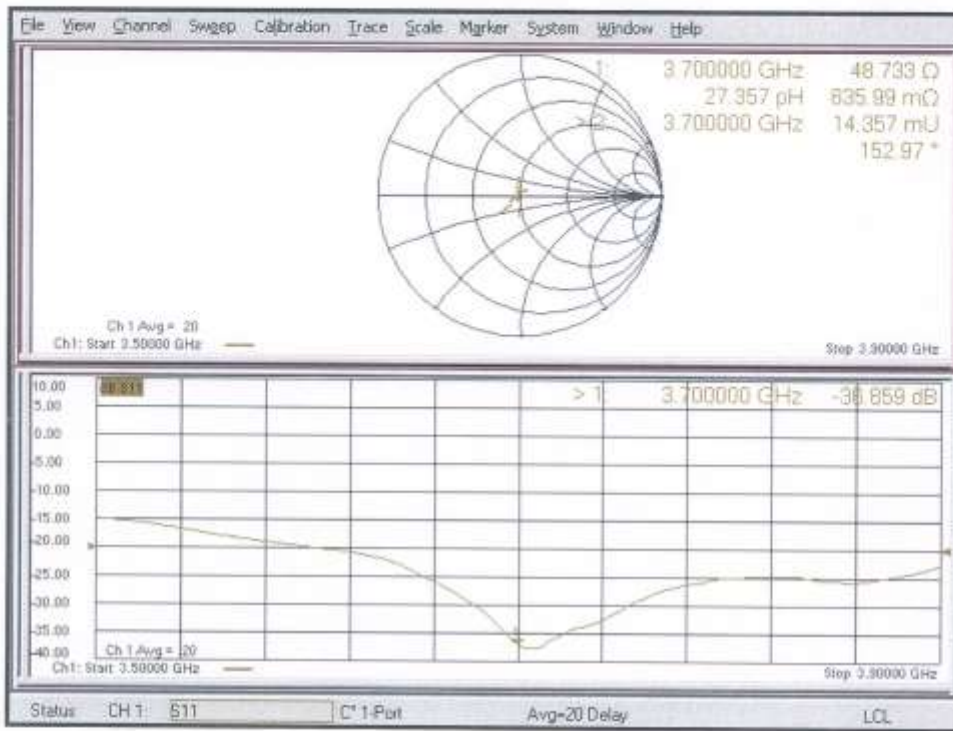 File View Channel Sweep Calibration Trace Scale Marker System Window Help
1: 3.700000 GHz 48.733 Ω
27.357 pH 635.99 mΩ
>2: 3.700000 GHz 14.357 mU
152.97 °
Ch 1 Avg = 20
Ch1: Start 3.50000 GHz
Stop 3.90000 GHz
10.00
> 1: 3.700000 GHz -36.859 dB
5.00
0.00
-5.00
-10.00
-15.00
-20.00
-25.00
-30.00
-35.00
-40.00
Ch 1 Avg = 20
Ch1: Start 3.50000 GHz
Stop 3.90000 GHz
Status CH 1: S11 C* 1-Port Avg=20 Delay LCL